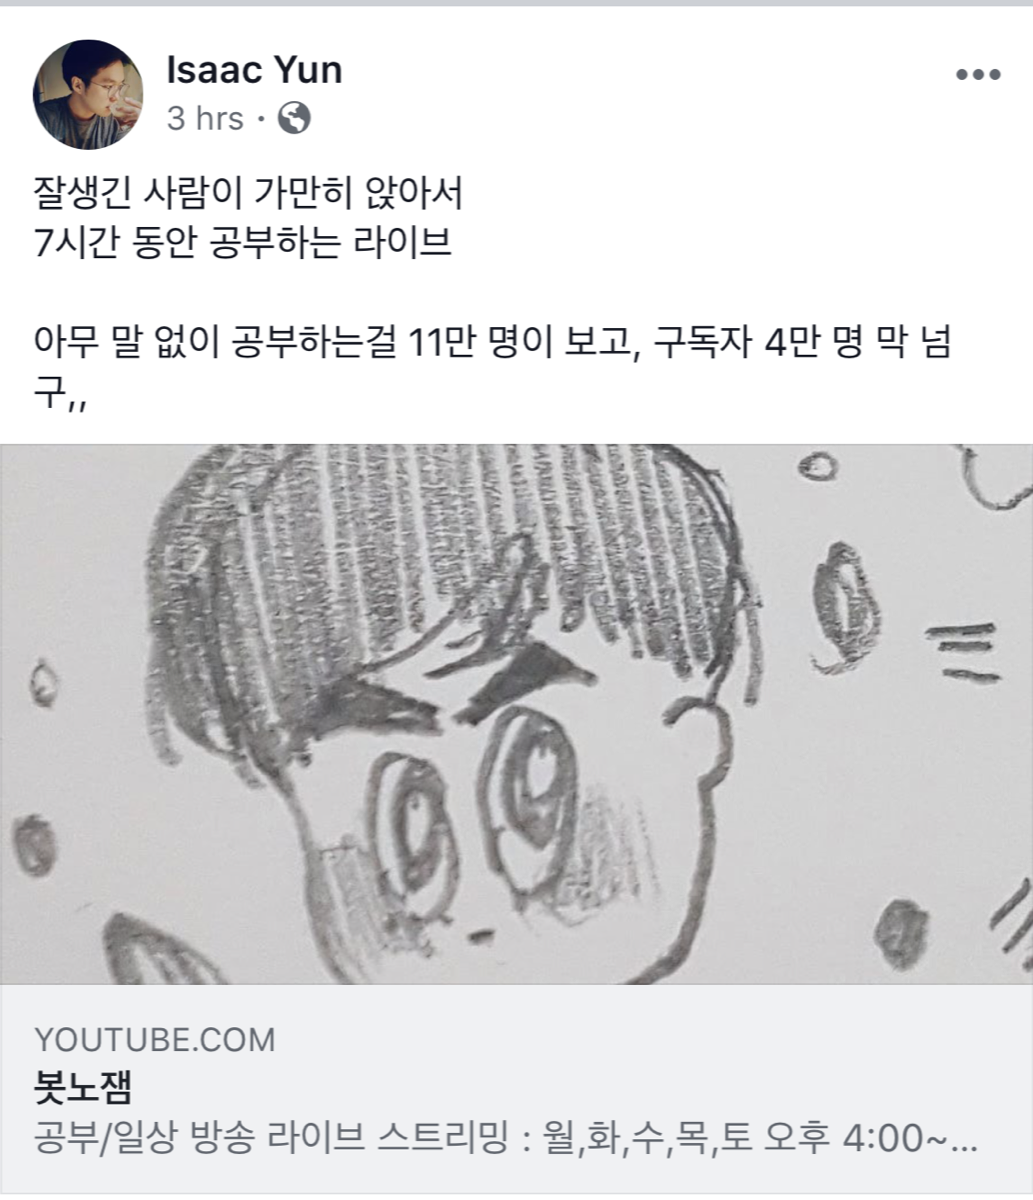 Isaac Yun
3 hrs ·
잘생긴 사람이 가만히 앉아서
7시간 동안 공부하는 라이브
아무 말 없이 공부하는걸 11만 명이 보고, 구독자 4만 명 막 넘
구,,
YOUTUBE.COM
봇노잼
공부/일상 방송 라이브 스트리밍 : 월,화,수,목,토 오후 4:00~...